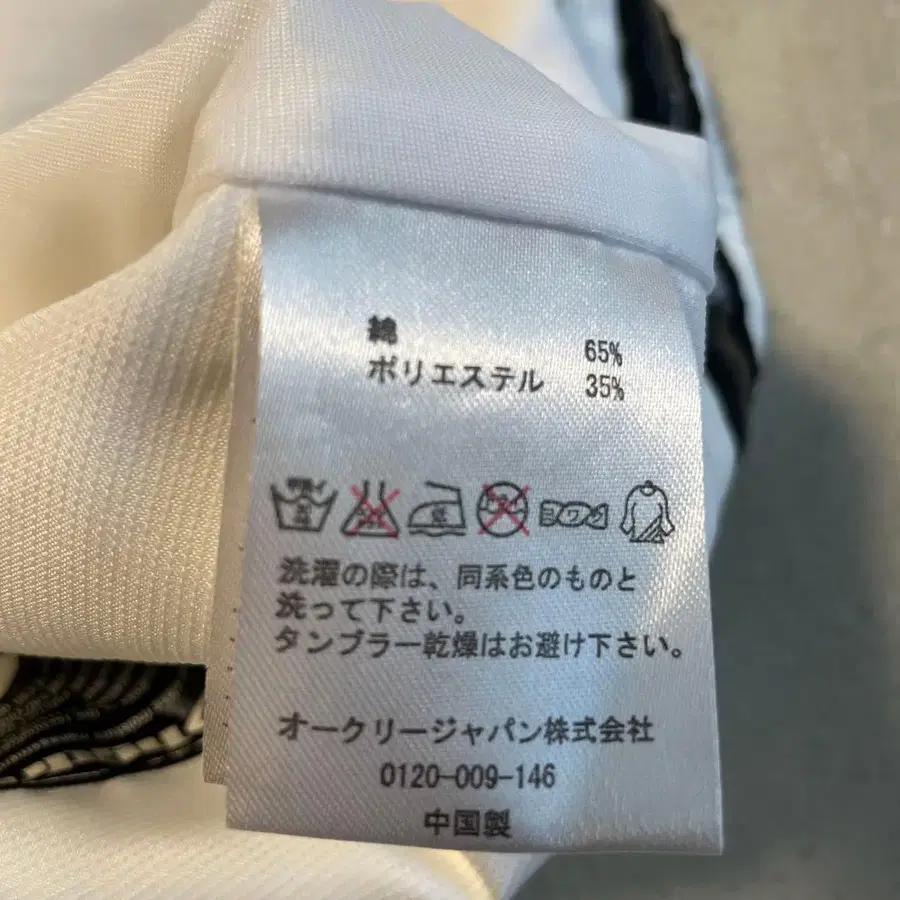 綿 65%
ポリエステル 35%
洗濯の際は、同系色のものと
洗って下さい。
タンブラー乾燥はお避け下さい。
オークリージャパン株式会社
0120-009-146
中国製